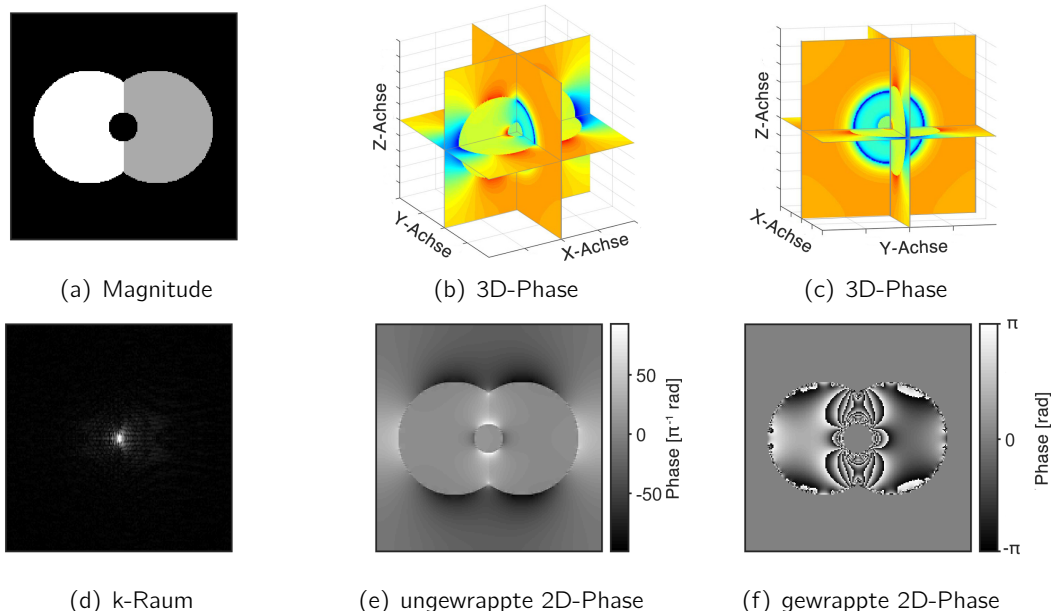 Z-Achse
Y-Achse
X-Achse
Z-Achse
X-Achse
Y-Achse
(a) Magnitude
(b) 3D-Phase
(c) 3D-Phase
50
0
-50
Phase [π⁻¹ rad]
π
0
-π
Phase [rad]
(d) k-Raum
(e) ungewrappte 2D-Phase
(f) gewrappte 2D-Phase